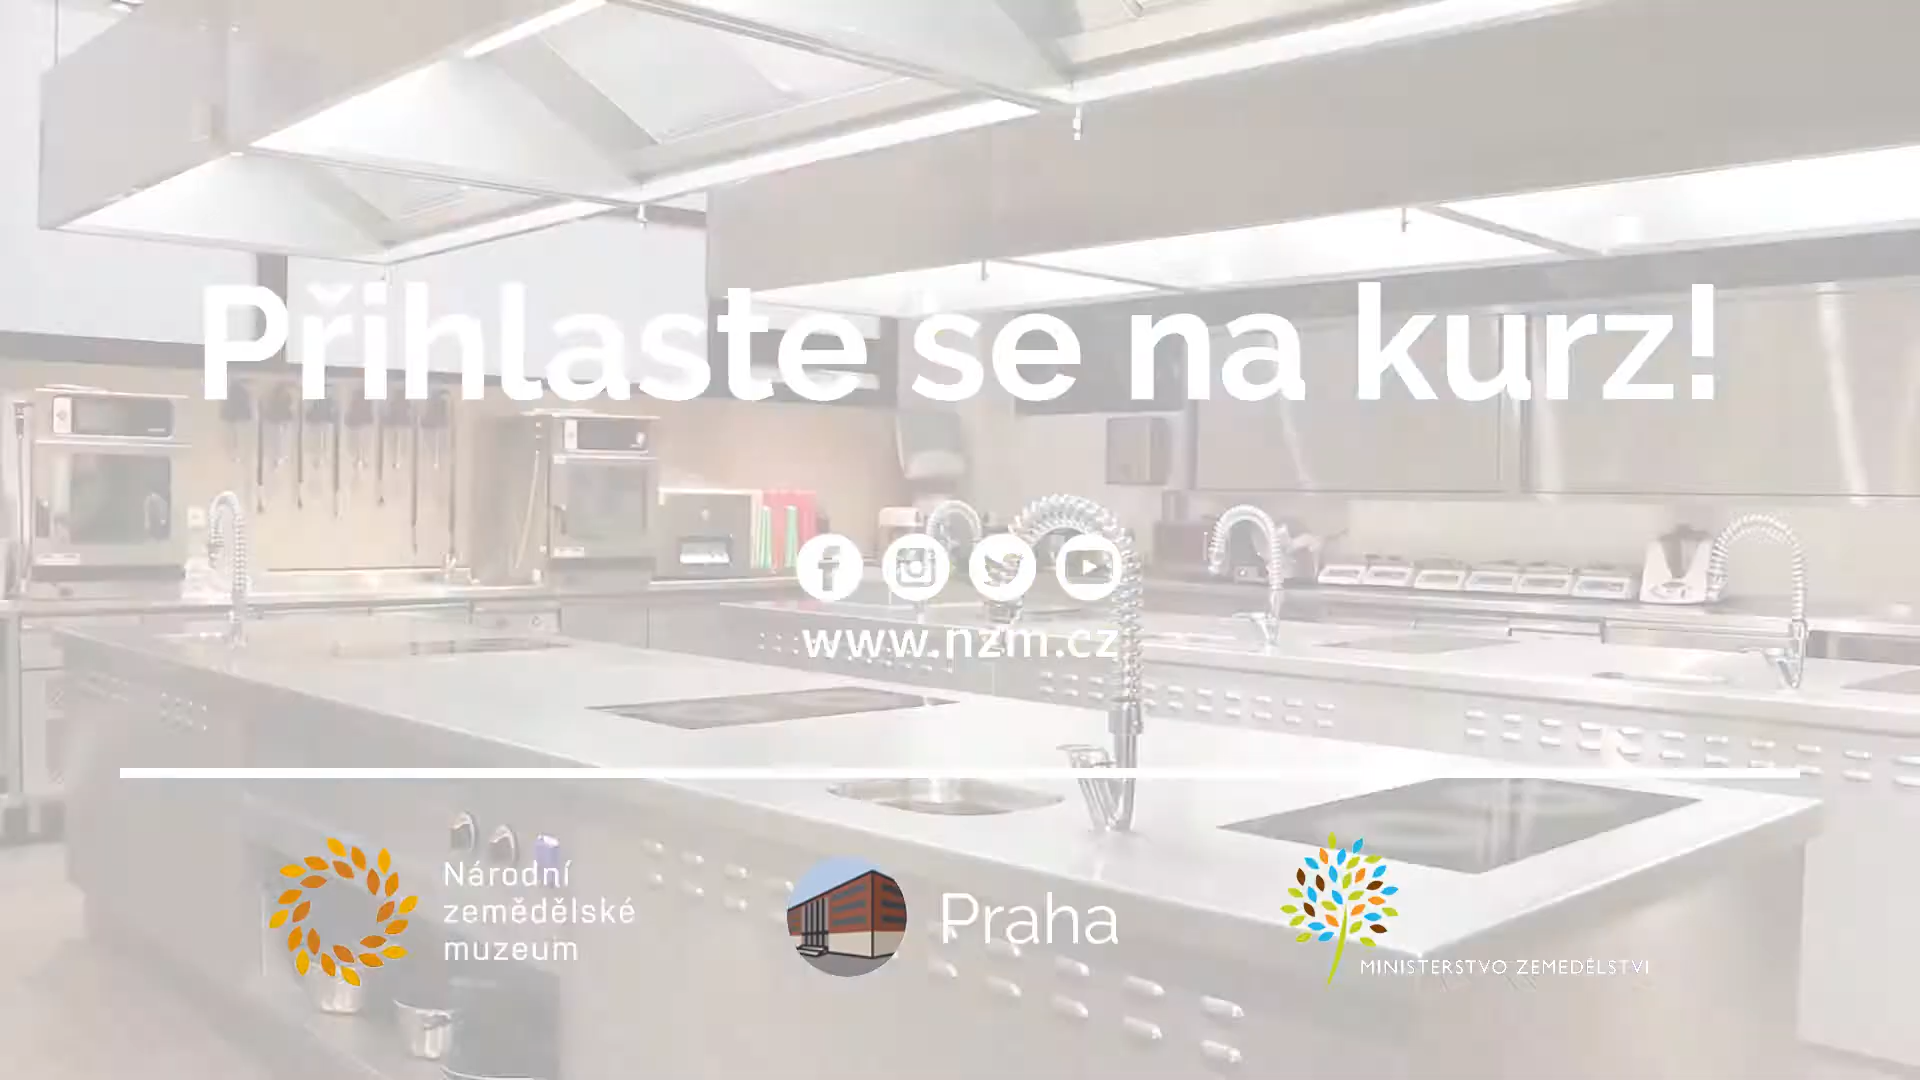 Přihlaste se na kurz!
www.nzm.cz
Národní
zemědělské
muzeum
Praha
MINISTERSTVO ZEMĚDĚLSTVÍ